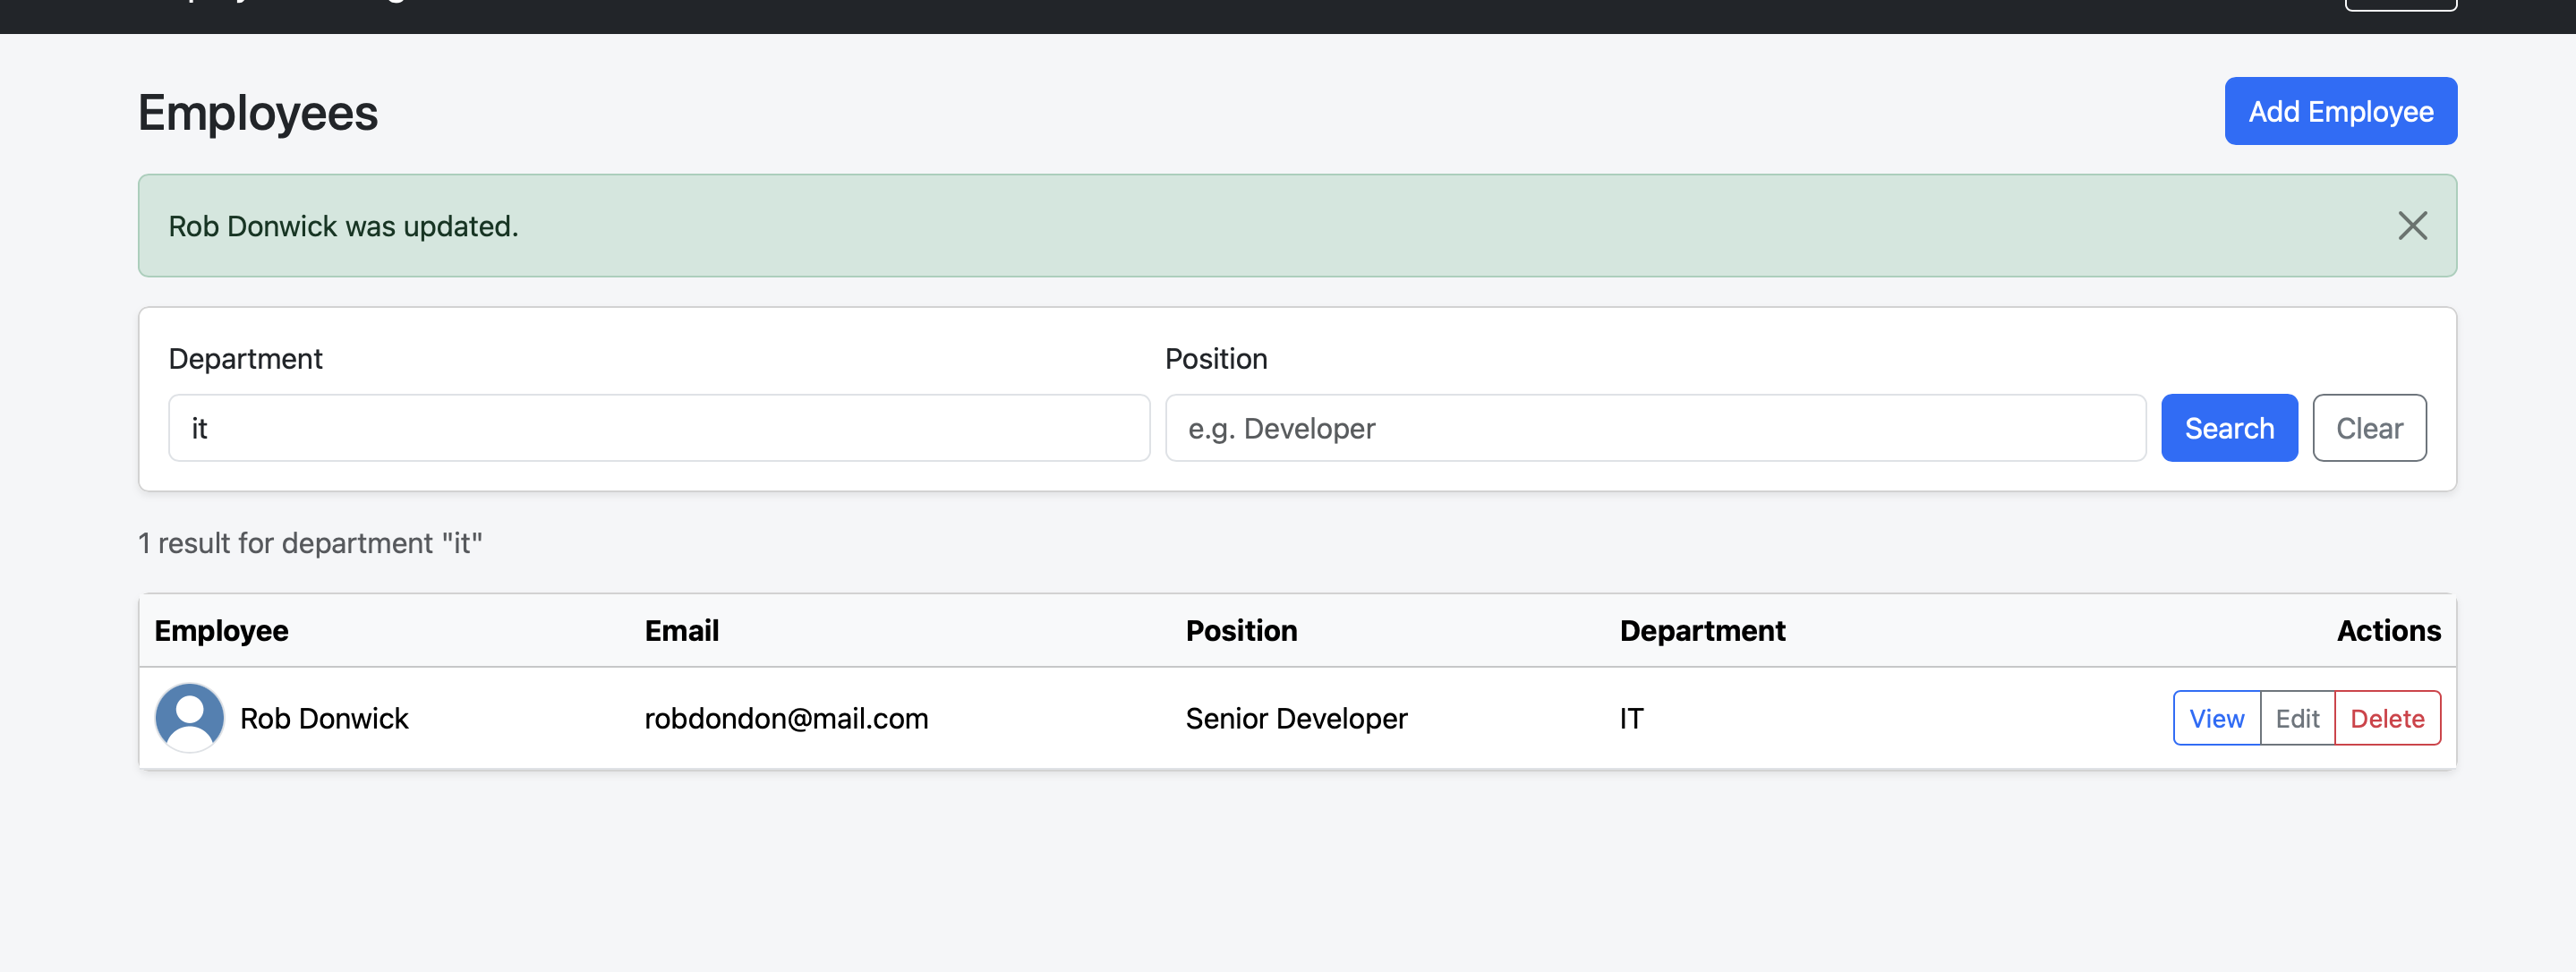 Employees
Add Employee
Rob Donwick was updated.
Department
Position
it
e.g. Developer
Search
Clear
1 result for department "it"
Employee Email Position Department Actions
Rob Donwick robdondon@mail.com Senior Developer IT View Edit Delete